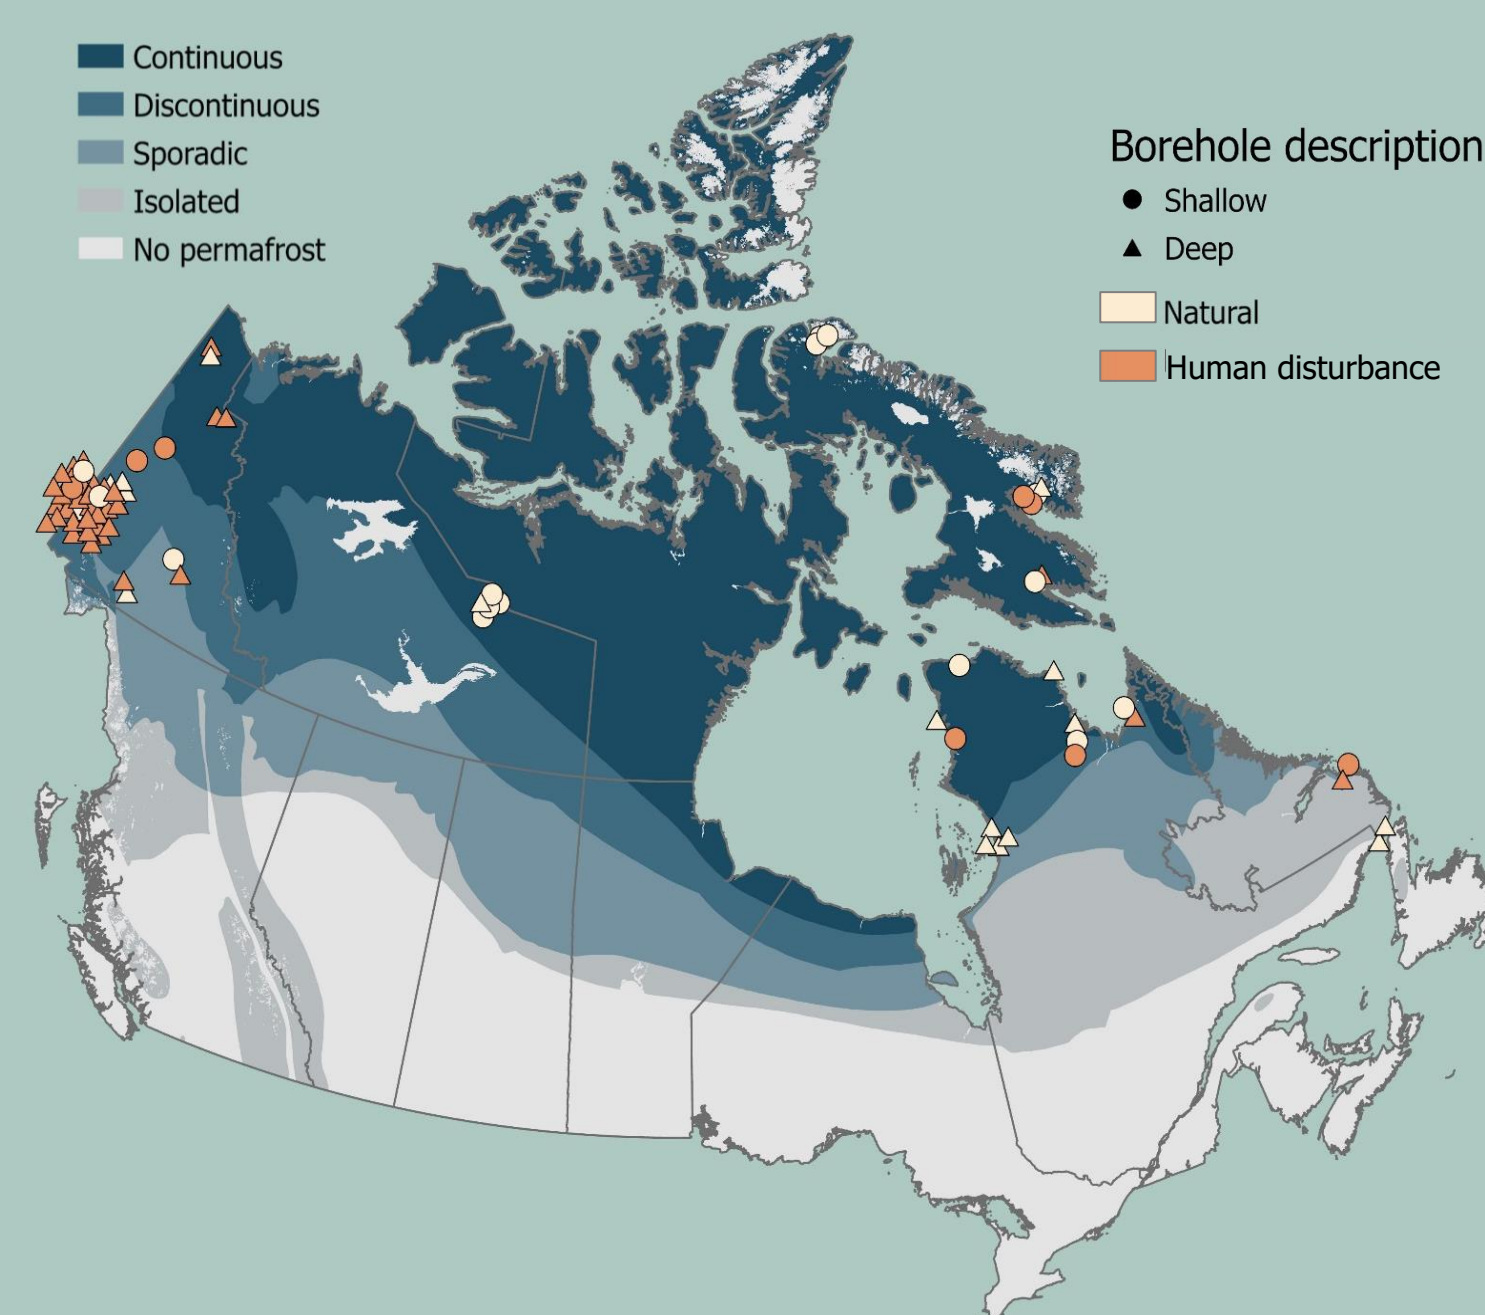 Continuous
Discontinuous
Sporadic
Isolated
No permafrost
Borehole description
Shallow
Deep
Natural
Human disturbance